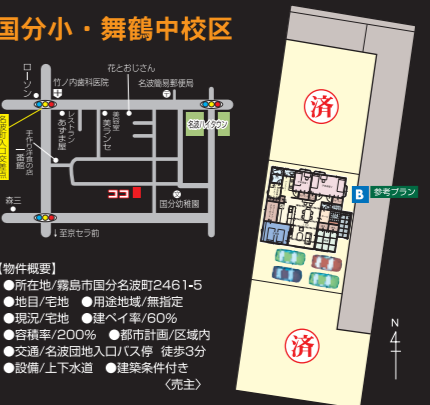 国分小・舞鶴中校区
ローソン
竹ノ内歯科医院
花とおじさん
名波簡易郵便局
名波町入口交差点
レストラン
あずま屋
美容室
美ランセ
名波ハイタウン
手作り洋食の店
一番館
ココ
国分幼稚園
森三
↓至京セラ前
済
B
参考プラン
済
N
【物件概要】
●所在地/霧島市国分名波町2461-5
●地目/宅地 ●用途地域/無指定
●現況/宅地 ●建ペイ率/60%
●容積率/200% ●都市計画/区域内
●交通/名波団地入口バス停 徒歩3分
●設備/上下水道 ●建築条件付き
〈売主〉